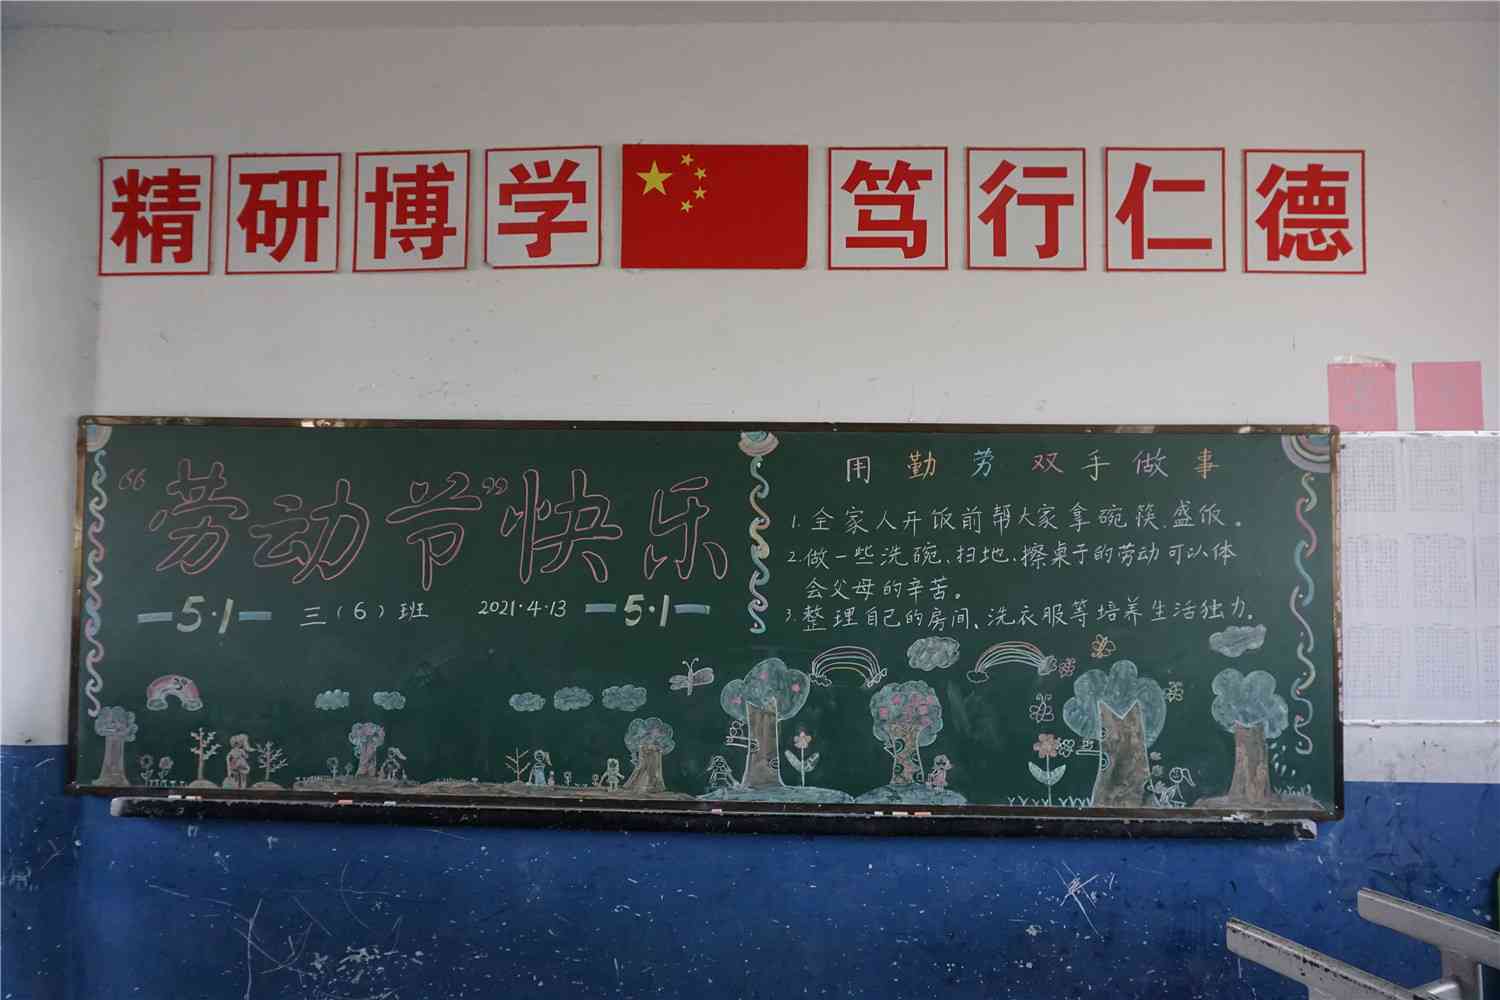 精研博学 笃行仁德
“劳动节”快乐
5·1 三(6)班 2021·4·13 5·1
用勤劳双手做事
1. 全家人开饭前帮大家拿碗筷、盛饭。
2. 做一些洗碗、扫地、擦桌子的劳动可以体
会父母的辛苦。
3. 整理自己的房间、洗衣服等培养生活独立。